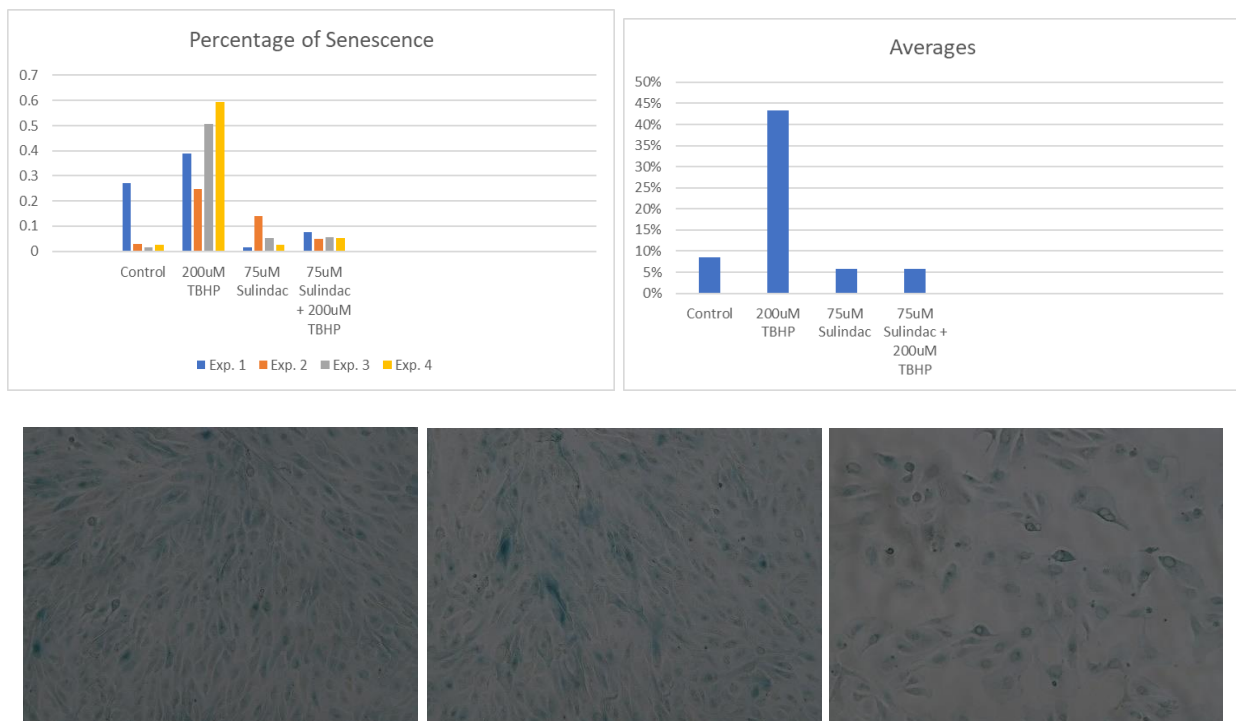 Percentage of Senescence
0.7
0.6
0.5
0.4
0.3
0.2
0.1
0
Control
200uM
TBHP
75uM
Sulindac
75uM
Sulindac
+ 200uM
TBHP
Exp. 1 Exp. 2 Exp. 3 Exp. 4
Averages
50%
45%
40%
35%
30%
25%
20%
15%
10%
5%
0%
Control
200uM
TBHP
75uM
Sulindac
75uM
Sulindac +
200uM
TBHP